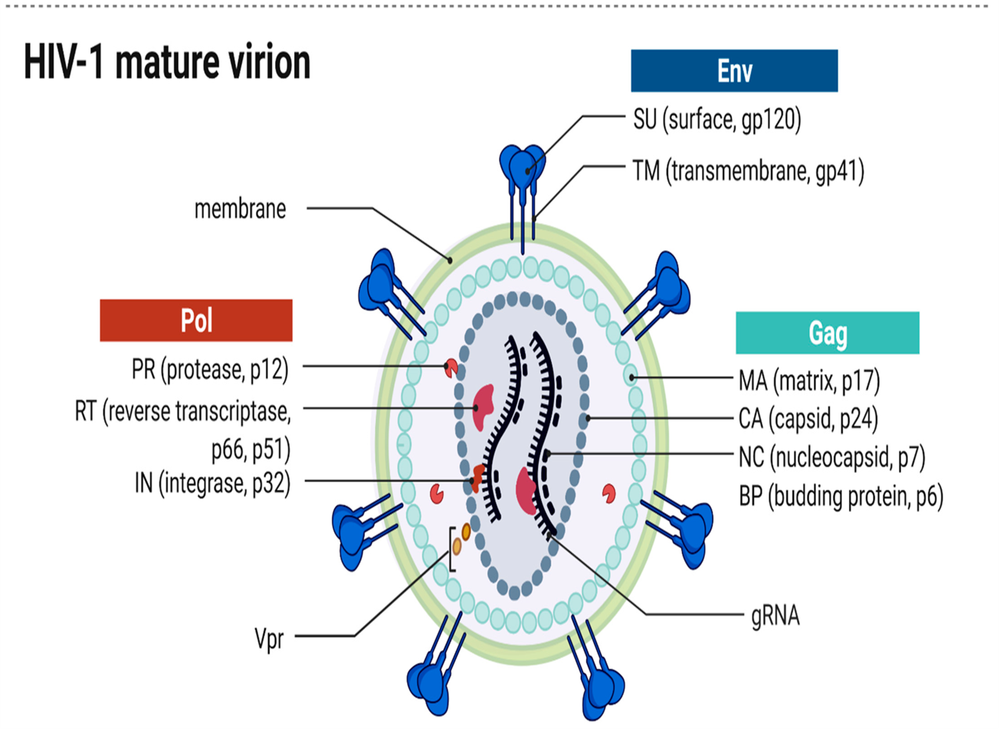 HIV-1 mature virion
Env
SU (surface, gp120)
TM (transmembrane, gp41)
membrane
Pol
PR (protease, p12)
RT (reverse transcriptase,
p66, p51)
IN (integrase, p32)
Vpr
Gag
MA (matrix, p17)
CA (capsid, p24)
NC (nucleocapsid, p7)
BP (budding protein, p6)
gRNA